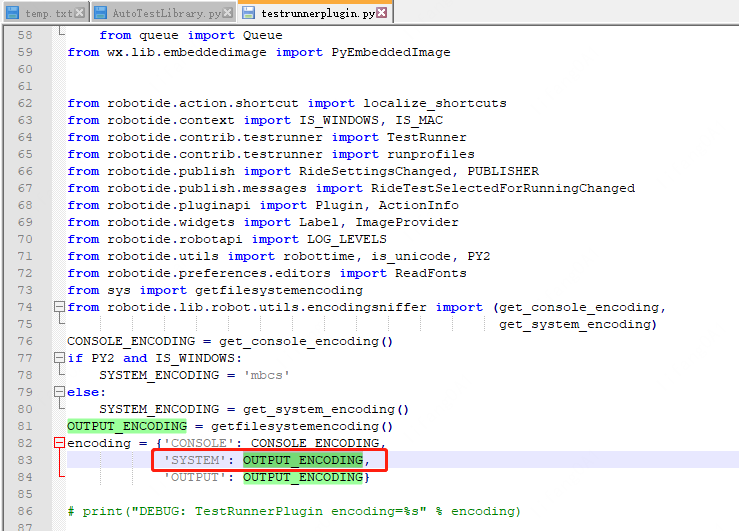 temp.txt AutoTestLibrary.py testrunnerplugin.py
58 from queue import Queue
59 from wx.lib.embeddedimage import PyEmbeddedImage
60
61
62 from robotide.action.shortcut import localize_shortcuts
63 from robotide.context import IS_WINDOWS, IS_MAC
64 from robotide.contrib.testrunner import TestRunner
65 from robotide.contrib.testrunner import runprofiles
66 from robotide.publish import RideSettingsChanged, PUBLISHER
67 from robotide.publish.messages import RideTestSelectedForRunningChanged
68 from robotide.pluginapi import Plugin, ActionInfo
69 from robotide.widgets import Label, ImageProvider
70 from robotide.robotapi import LOG_LEVELS
71 from robotide.utils import robottime, is_unicode, PY2
72 from robotide.preferences.editors import ReadFonts
73 from sys import getfilesystemencoding
74 from robotide.lib.robot.utils.encodingsniffer import (get_console_encoding,
75 get_system_encoding)
76 CONSOLE_ENCODING = get_console_encoding()
77 if PY2 and IS_WINDOWS:
78 SYSTEM_ENCODING = 'mbcs'
79 else:
80 SYSTEM_ENCODING = get_system_encoding()
81 OUTPUT_ENCODING = getfilesystemencoding()
82 encoding = {'CONSOLE': CONSOLE_ENCODING,
83 'SYSTEM': OUTPUT_ENCODING,
84 'OUTPUT': OUTPUT_ENCODING}
85
86 # print("DEBUG: TestRunnerPlugin encoding=%s" % encoding)